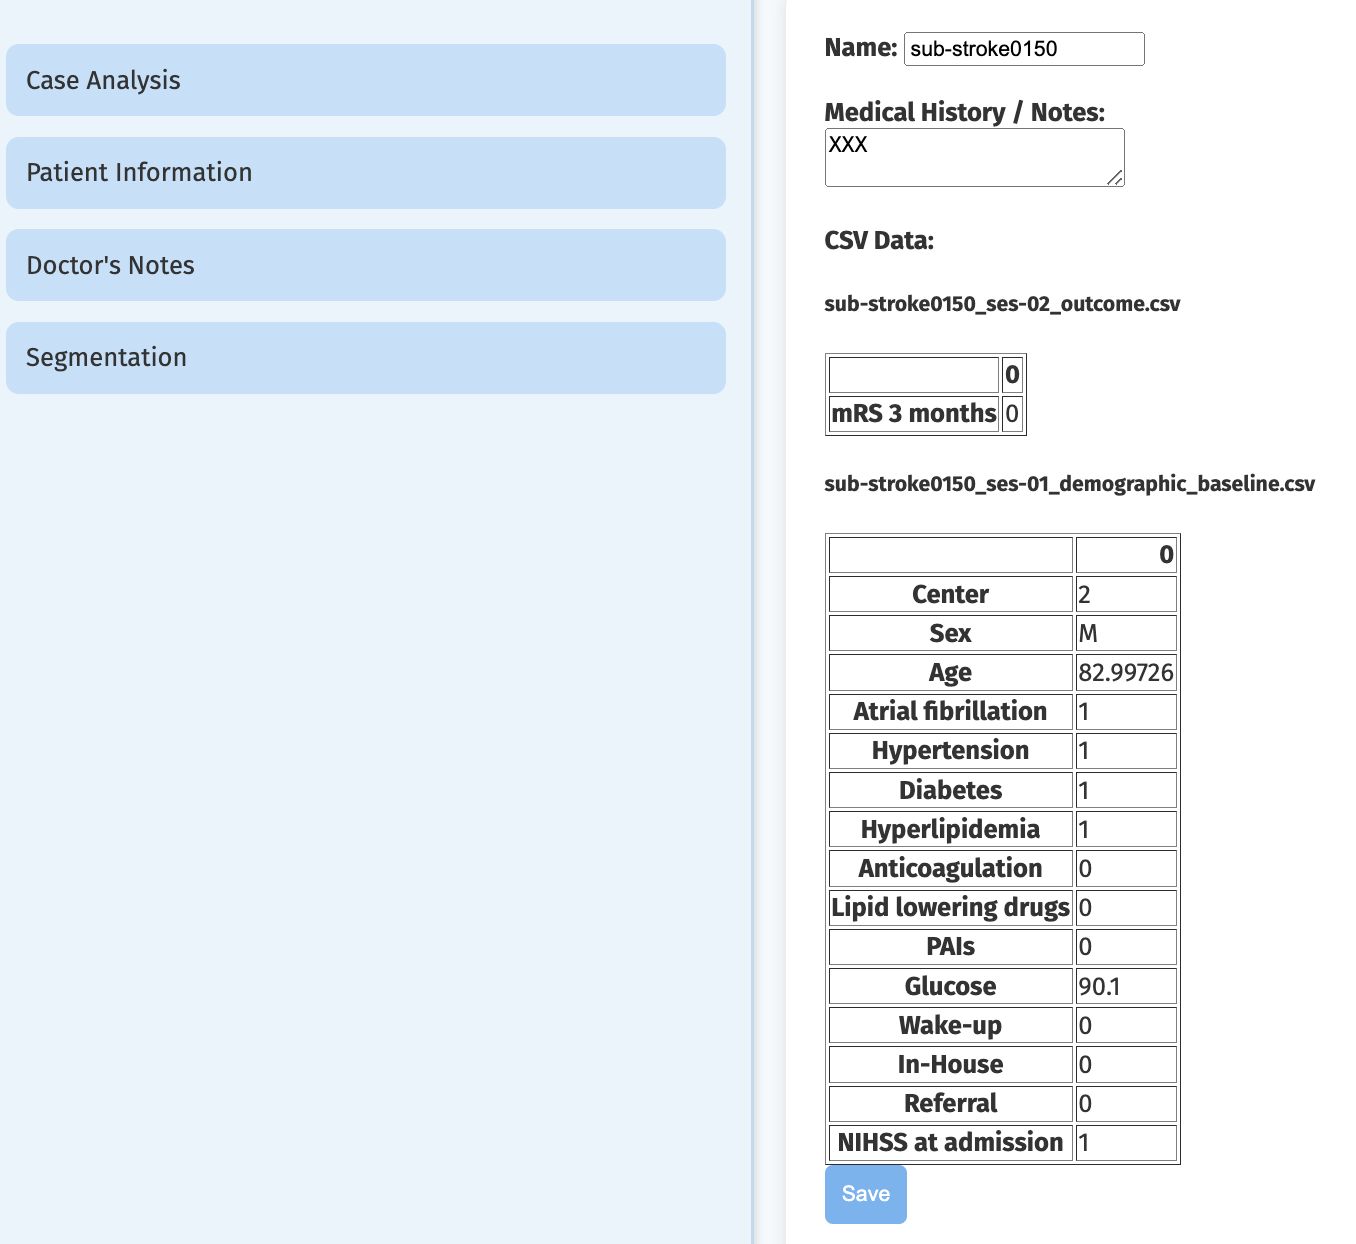 Case Analysis
Patient Information
Doctor's Notes
Segmentation
Name: sub-stroke0150
Medical History / Notes:
XXX
CSV Data:
sub-stroke0150_ses-02_outcome.csv
0
mRS 3 months 0
sub-stroke0150_ses-01_demographic_baseline.csv
0
Center 2
Sex M
Age 82.99726
Atrial fibrillation 1
Hypertension 1
Diabetes 1
Hyperlipidemia 1
Anticoagulation 0
Lipid lowering drugs 0
PAIs 0
Glucose 90.1
Wake-up 0
In-House 0
Referral 0
NIHSS at admission 1
Save